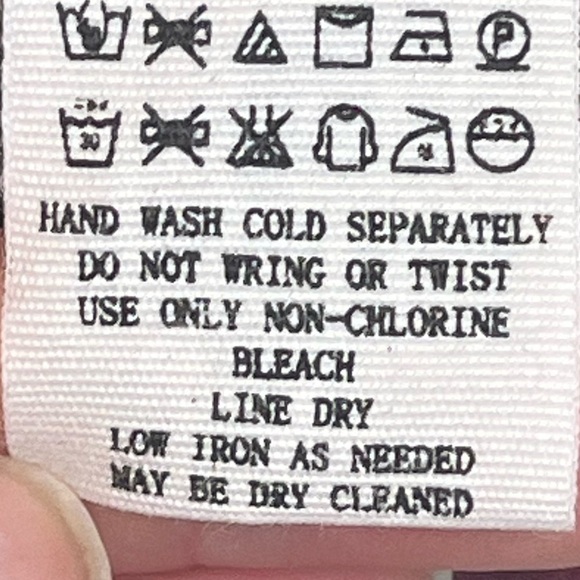 P
30
HAND WASH COLD SEPARATELY
DO NOT WRING OR TWIST
USE ONLY NON-CHLORINE
BLEACH
LINE DRY
LOW IRON AS NEEDED
MAY BE DRY CLEANED